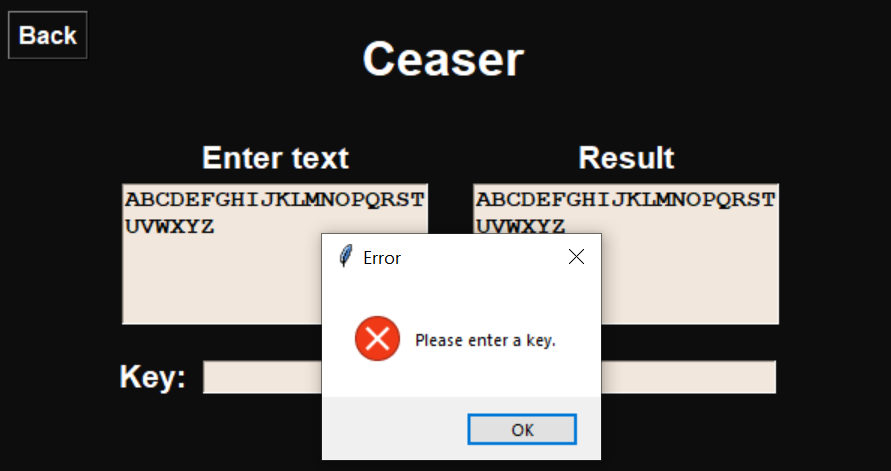 Back
Ceaser
Enter text
Result
ABCDEFGHIJKLMNOPQRST
UVWXYZ
ABCDEFGHIJKLMNOPQRST
UVWXYZ
Error
Please enter a key.
Key:
OK